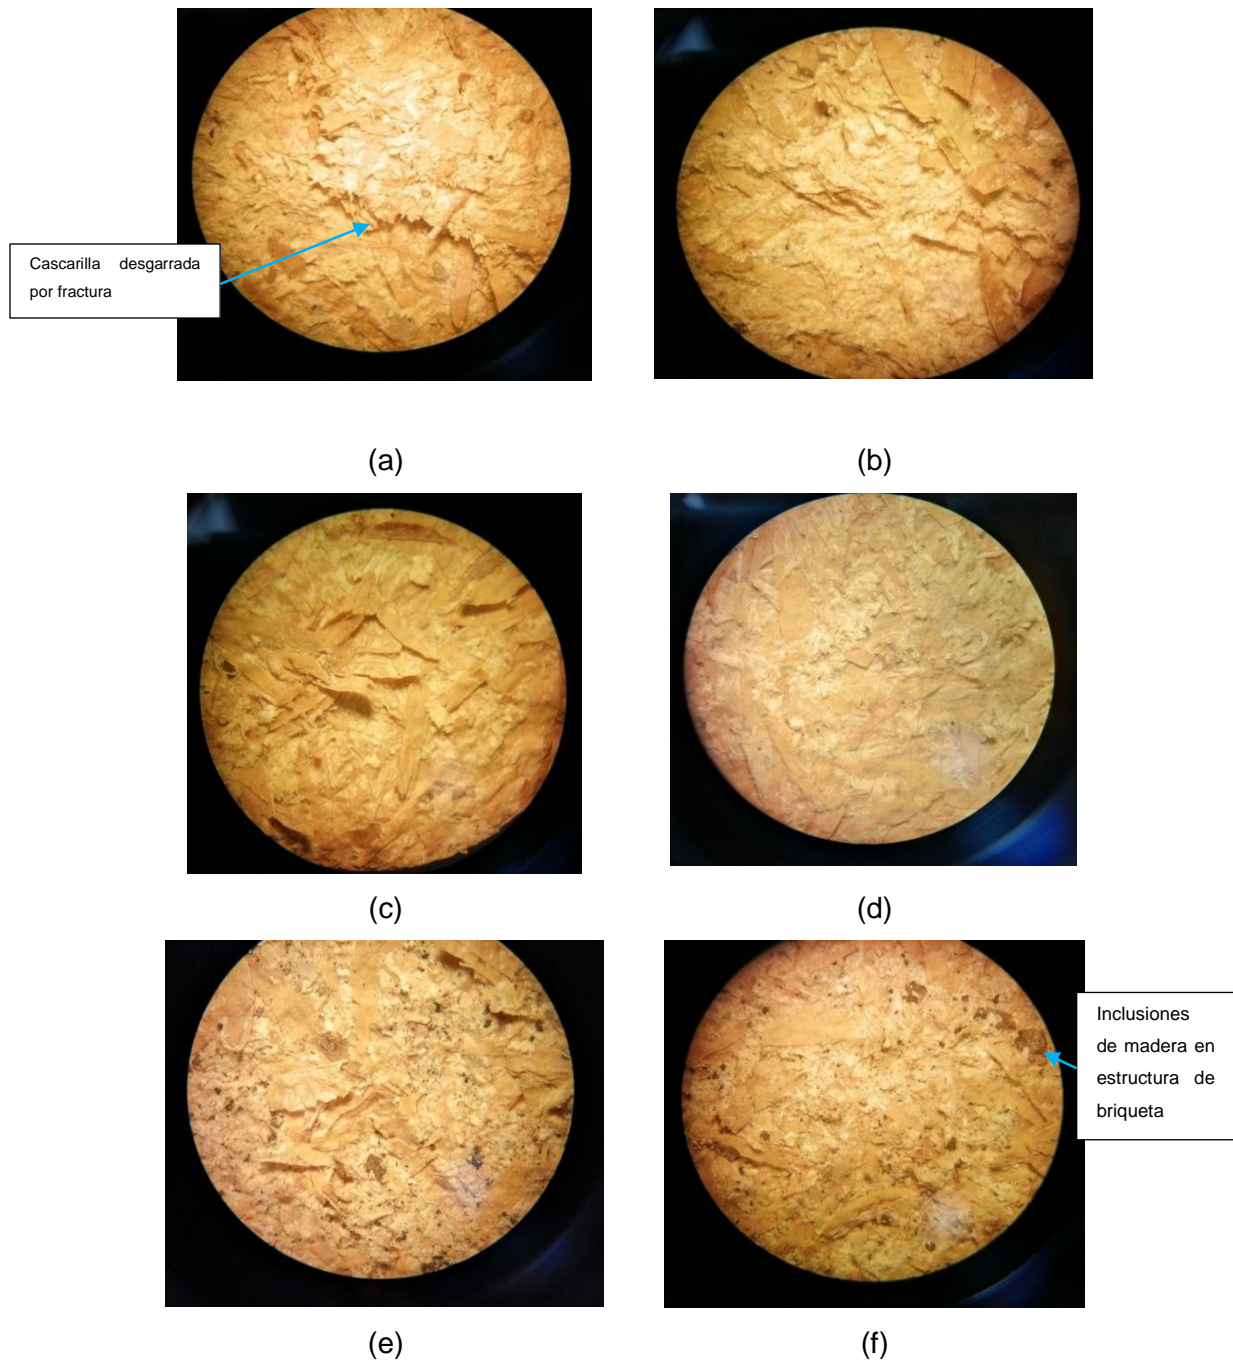 Cascarilla desgarrada
por fractura
(a)
(b)
(c)
(d)
Inclusiones
de madera en
estructura de
briqueta
(e)
(f)